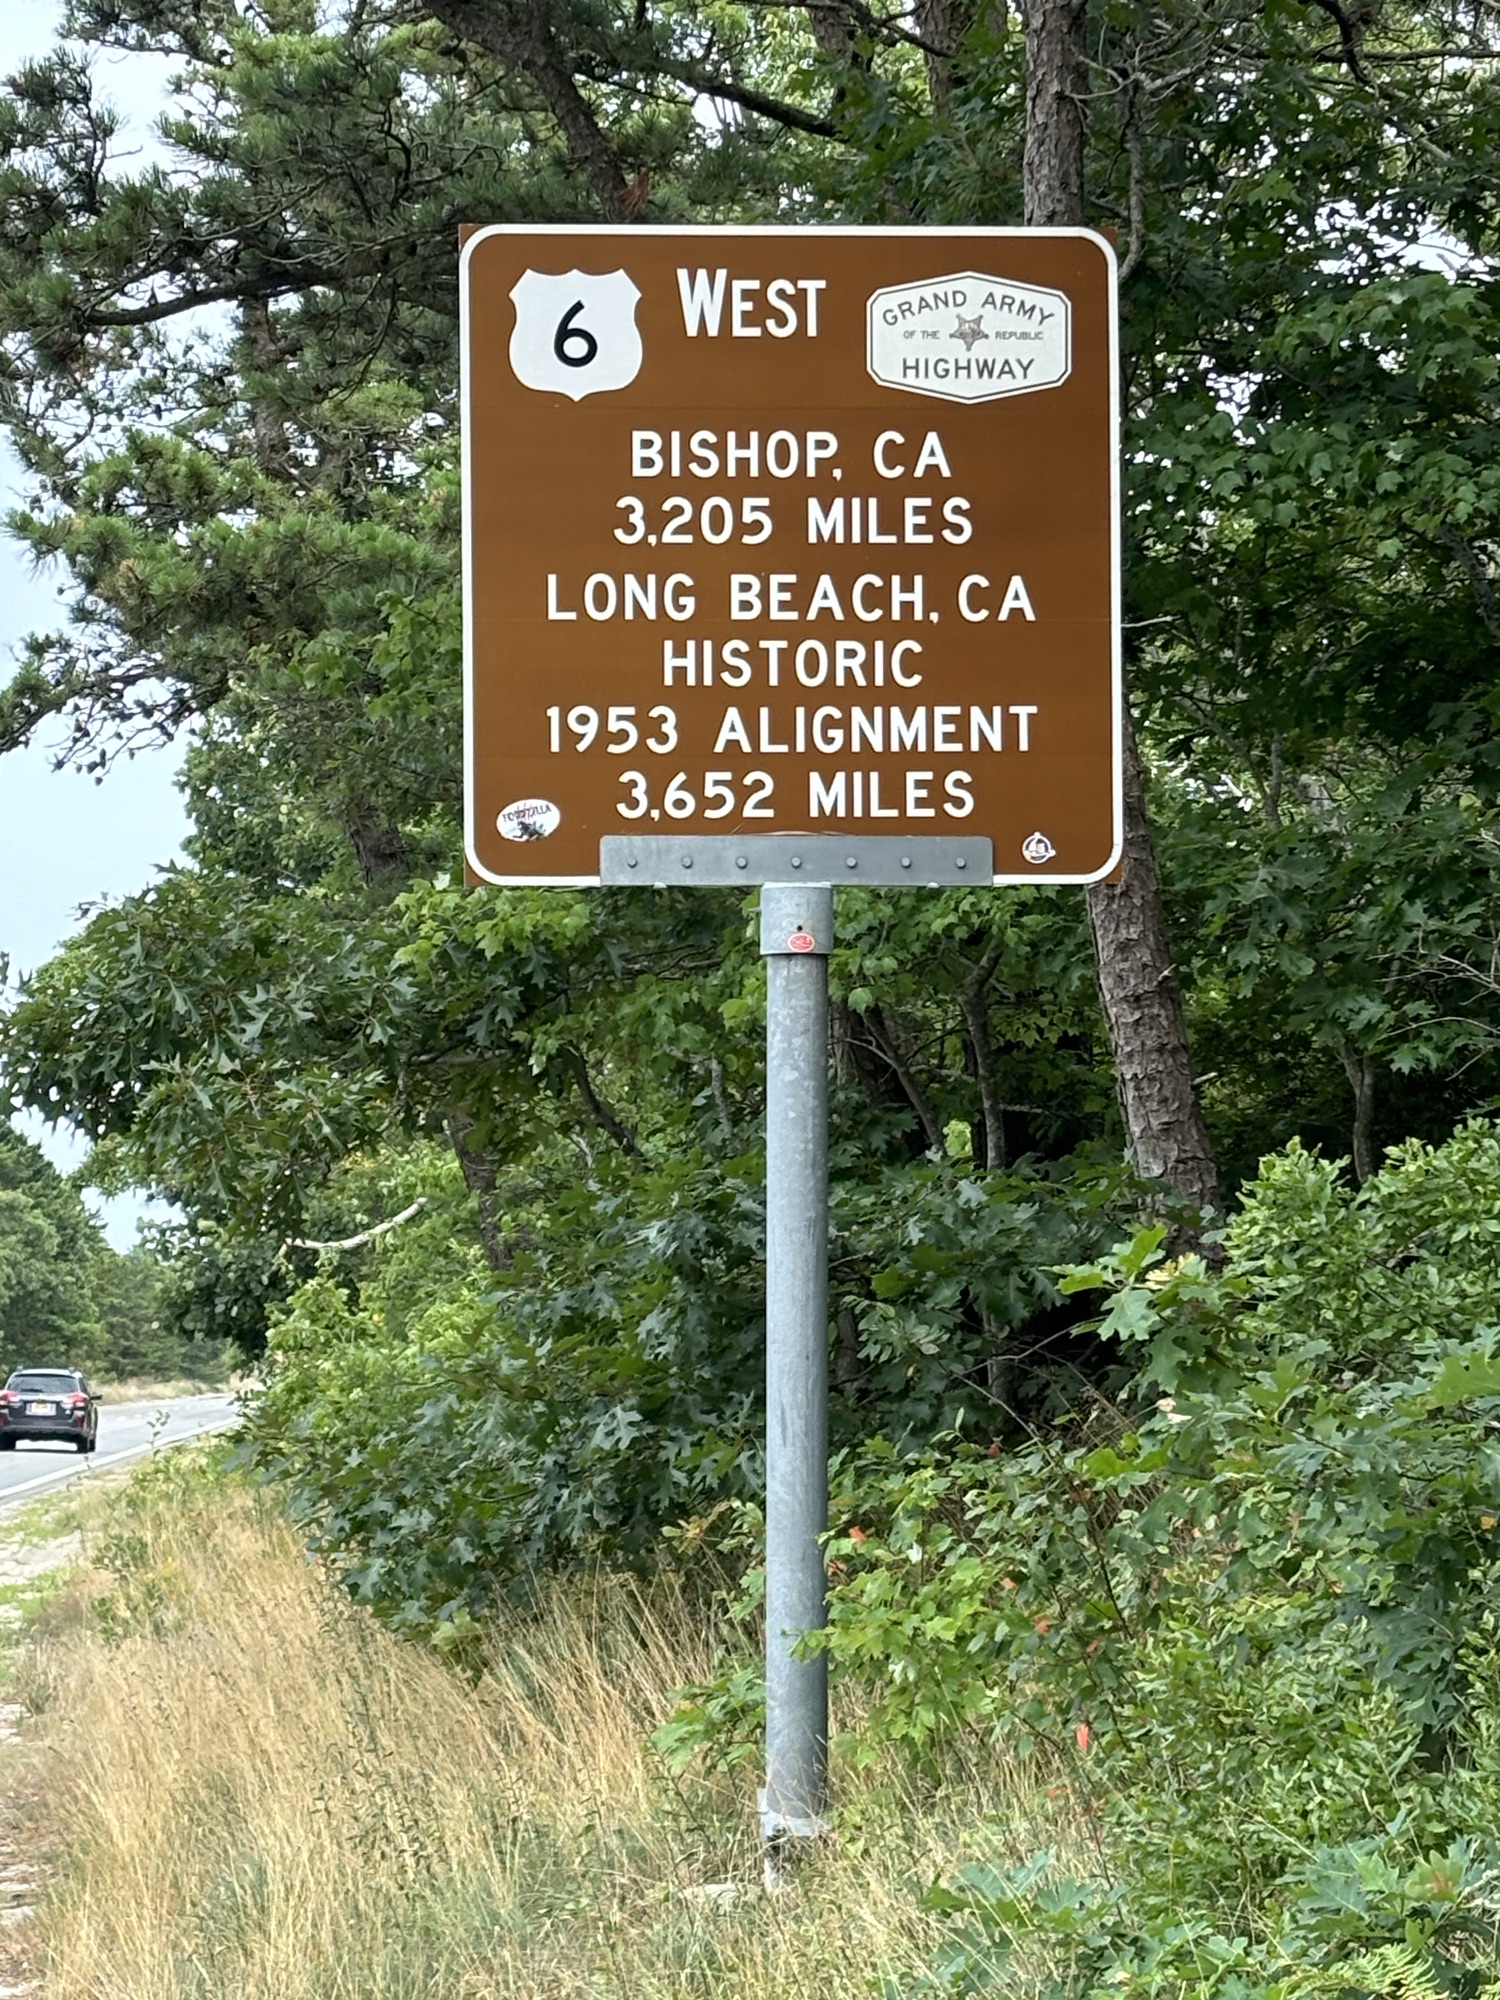 6 WEST
GRAND ARMY
OF THE REPUBLIC
HIGHWAY
BISHOP, CA
3,205 MILES
LONG BEACH, CA
HISTORIC
1953 ALIGNMENT
3,652 MILES